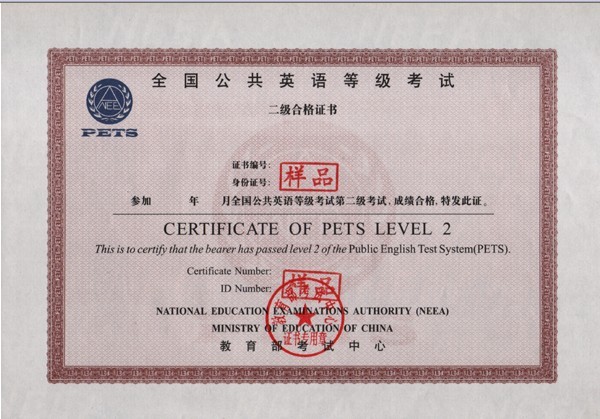 全国公共英语等级考试
NEEA
PETS
二级合格证书
证书编号:
样品
身份证号:
参加 年 月全国公共英语等级考试第二级考试，成绩合格，特发此证。
CERTIFICATE OF PETS LEVEL 2
This is to certify that the bearer has passed level 2 of the Public English Test System(PETS).
Certificate Number:
样品
ID Number:
NATIONAL EDUCATION EXAMINATIONS AUTHORITY (NEEA)
MINISTRY OF EDUCATION OF CHINA
证书专用章
教育部考试中心